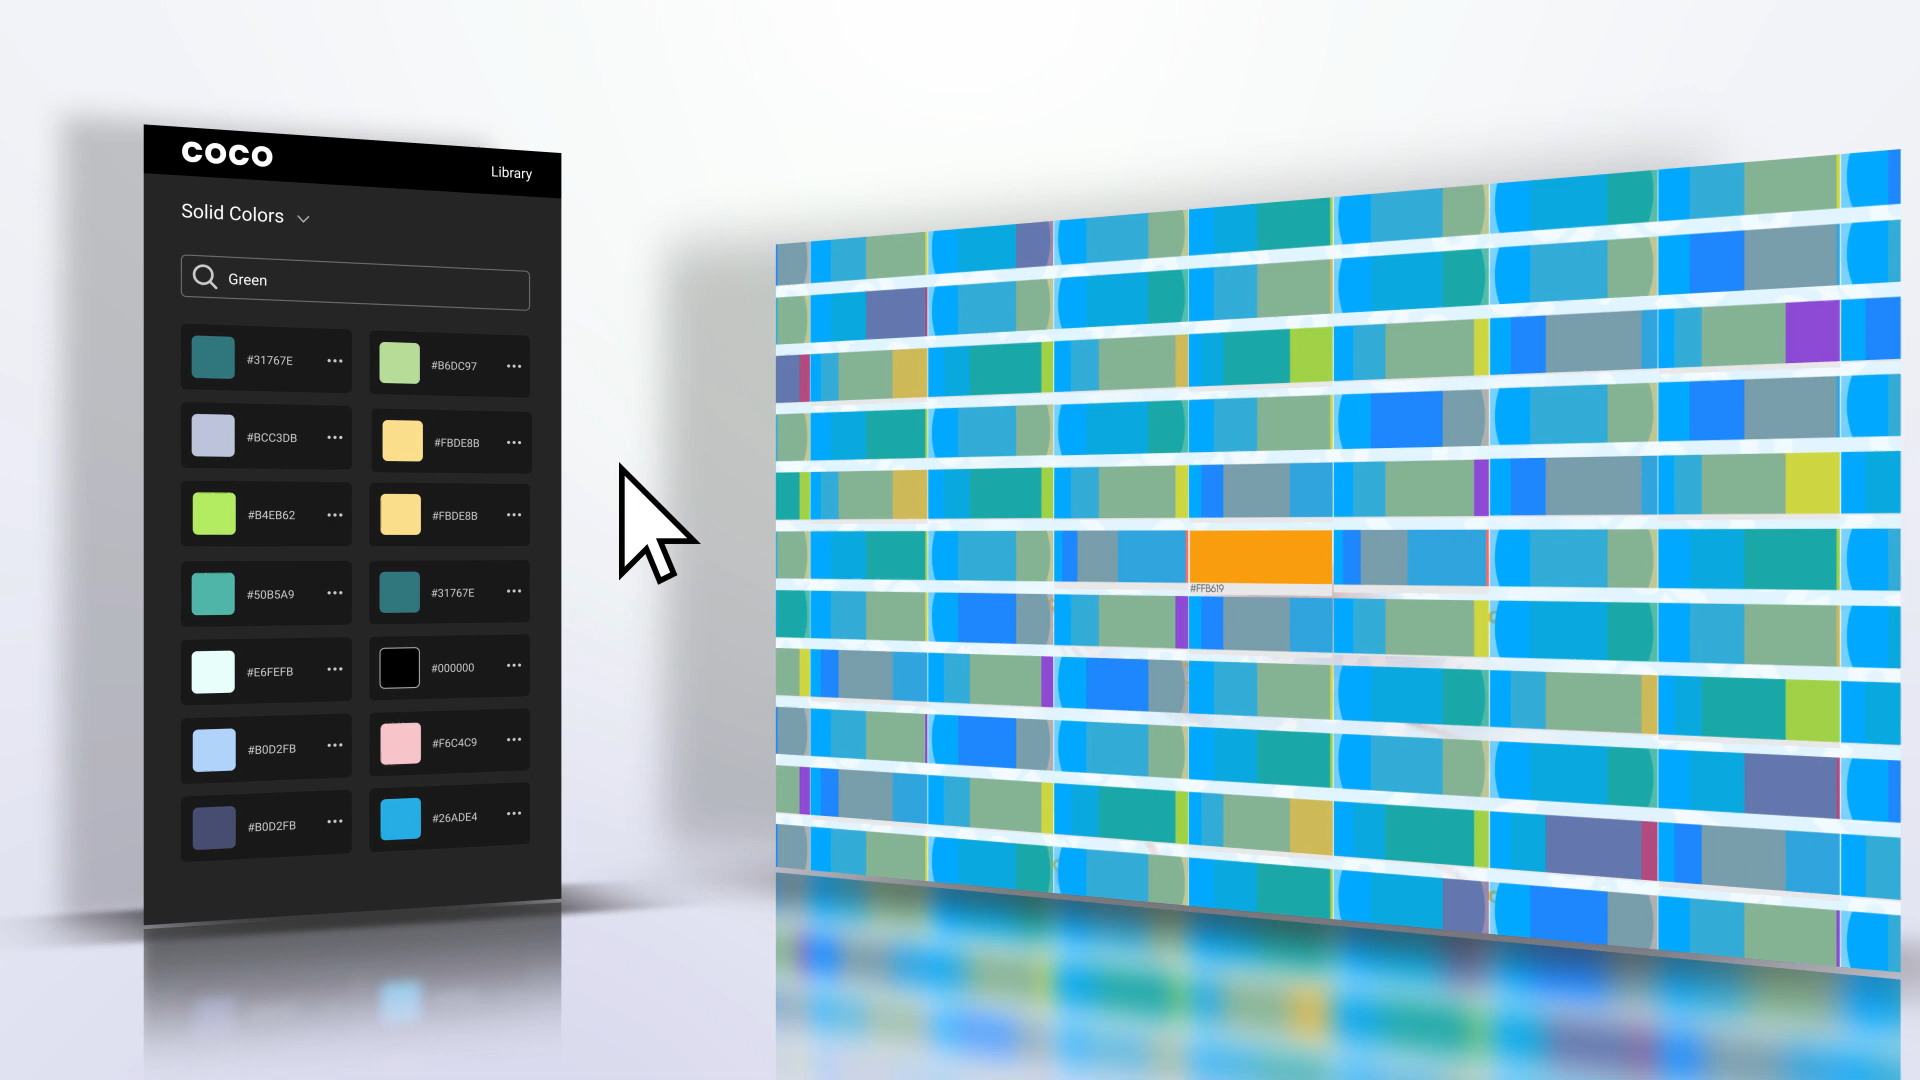 COCO
Library
Solid Colors
Green
#31767E
#B6DC97
#BCC3DB
#FBDE8B
#B4EB62
#FBDE8B
#50B5A9
#31767E
#E6FEFB
#000000
#B0D2FB
#F6C4C9
#B0D2FB
#26ADE4
#FFB619